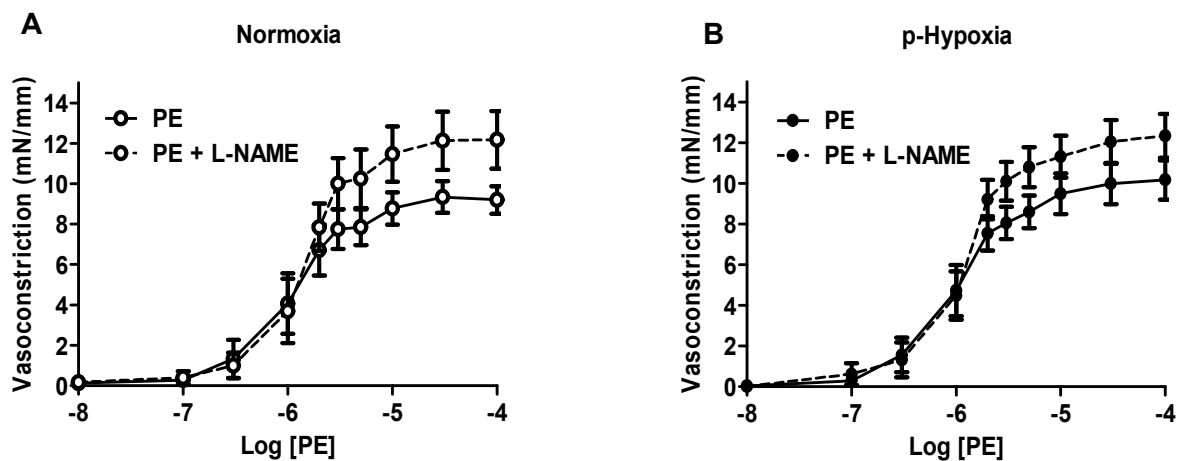 A
Normoxia
Vasoconstriction (mN/mm)
14
12
10
8
6
4
2
0
PE
PE + L-NAME
-8
-7
-6
-5
-4
Log [PE]
B
p-Hypoxia
Vasoconstriction (mN/mm)
14
12
10
8
6
4
2
0
PE
PE + L-NAME
-8
-7
-6
-5
-4
Log [PE]